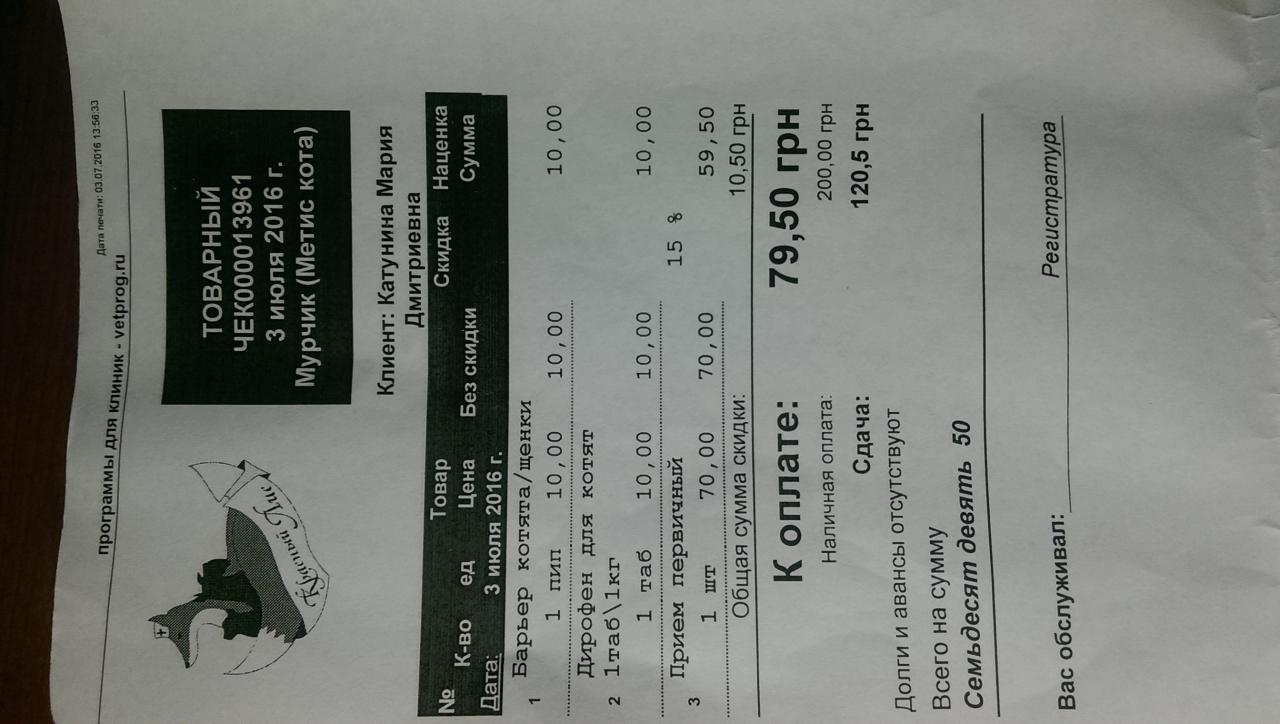 Дата печати: 03.07.2016 13:56:33
программы для клиник - vetprog.ru
Красный Лис
ТОВАРНЫЙ
ЧЕК0000013961
3 июля 2016 г.
Мурчик (Метис кота)
Клиент: Катунина Мария
Дмитриевна
№ Товар Скидка Наценка
К-во ед Цена Без скидки Сумма
Дата: 3 июля 2016 г.
1 Барьер котята/щенки
1 пип 10,00 10,00 10,00
Дирофен для котят
2 1таб\1кг
1 таб 10,00 10,00 10,00
3 Прием первичный 15 %
1 шт 70,00 70,00 59,50
Общая сумма скидки: 10,50 грн
К оплате: 79,50 грн
Наличная оплата: 200,00 грн
Сдача: 120,5 грн
Долги и авансы отсутствуют
Всего на сумму
Семьдесят девять 50
Вас обслуживал: Регистратура